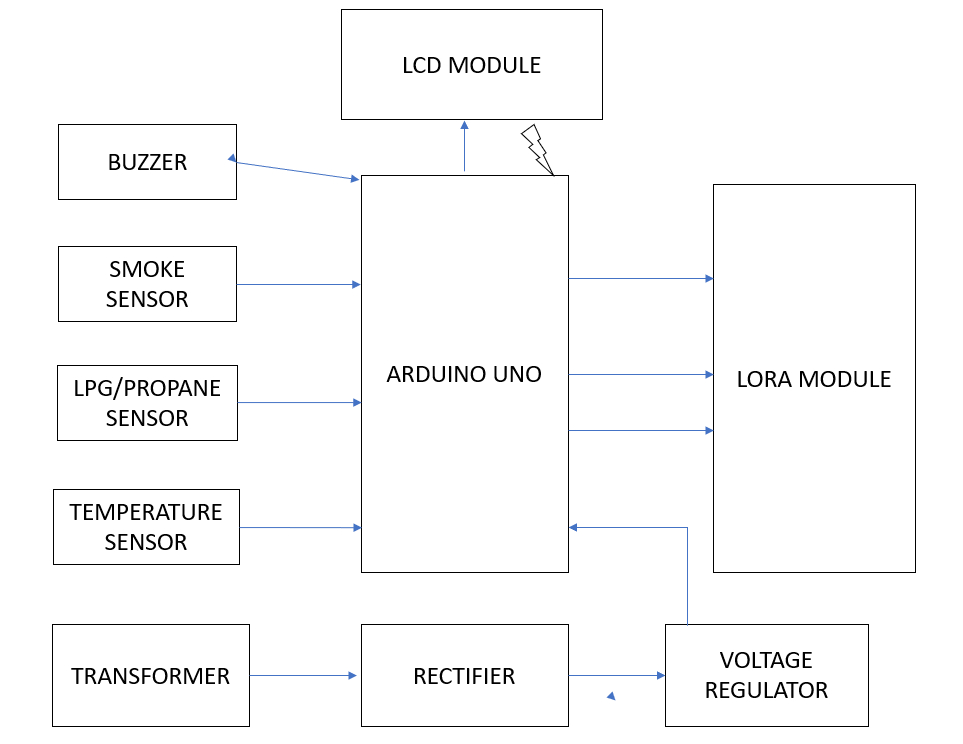 LCD MODULE
BUZZER
SMOKE
SENSOR
LPG/PROPANE
SENSOR
TEMPERATURE
SENSOR
ARDUINO UNO
LORA MODULE
TRANSFORMER
RECTIFIER
VOLTAGE
REGULATOR